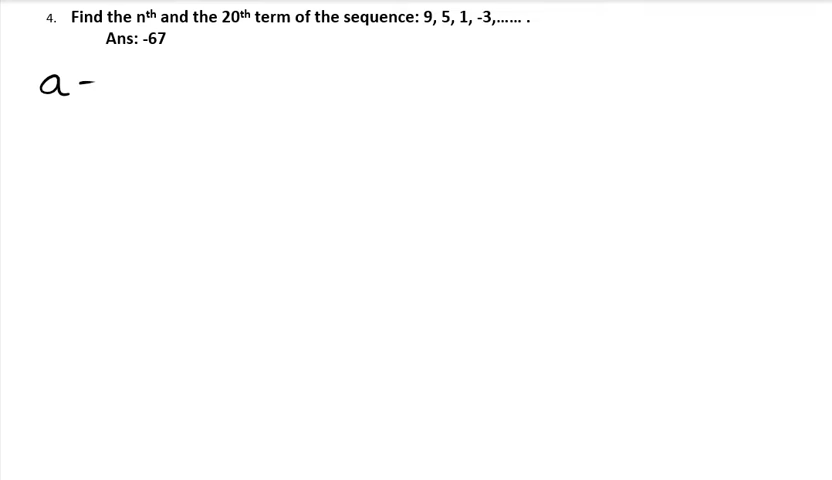 4. Find the nth and the 20th term of the sequence: 9, 5, 1, -3,...... .
Ans: -67
a -